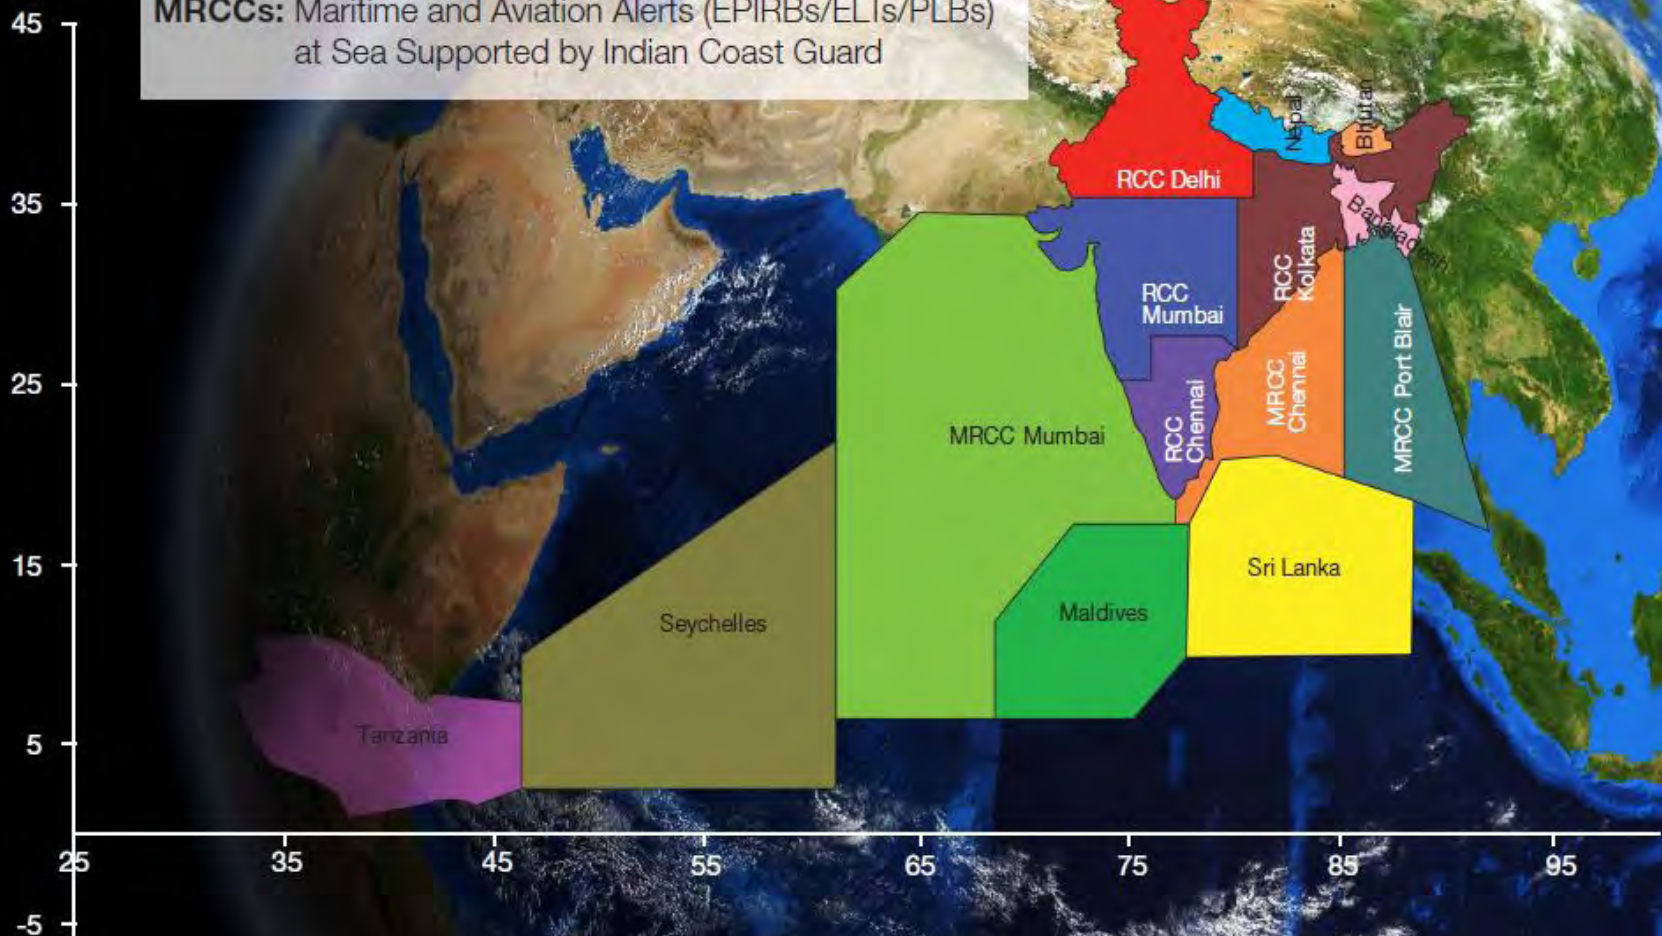 MRCCs: Maritime and Aviation Alerts (EPIRBs/ELTs/PLBs)
at Sea Supported by Indian Coast Guard
45
35
25
15
5
-5
25
35
45
55
65
75
85
95
Nepal
Bhutan
RCC Delhi
Bangladesh
RCC
Kolkata
RCC
Mumbai
MRCC Port Blair
MRCC
Chennai
RCC
Chennai
MRCC Mumbai
Sri Lanka
Maldives
Seychelles
Tanzania